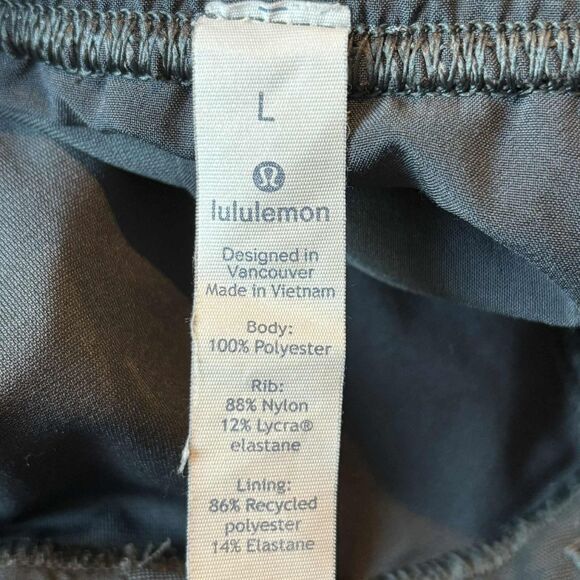 L
lululemon
Designed in
Vancouver
Made in Vietnam
Body:
100% Polyester
Rib:
88% Nylon
12% Lycra®
elastane
Lining:
86% Recycled
polyester
14% Elastane